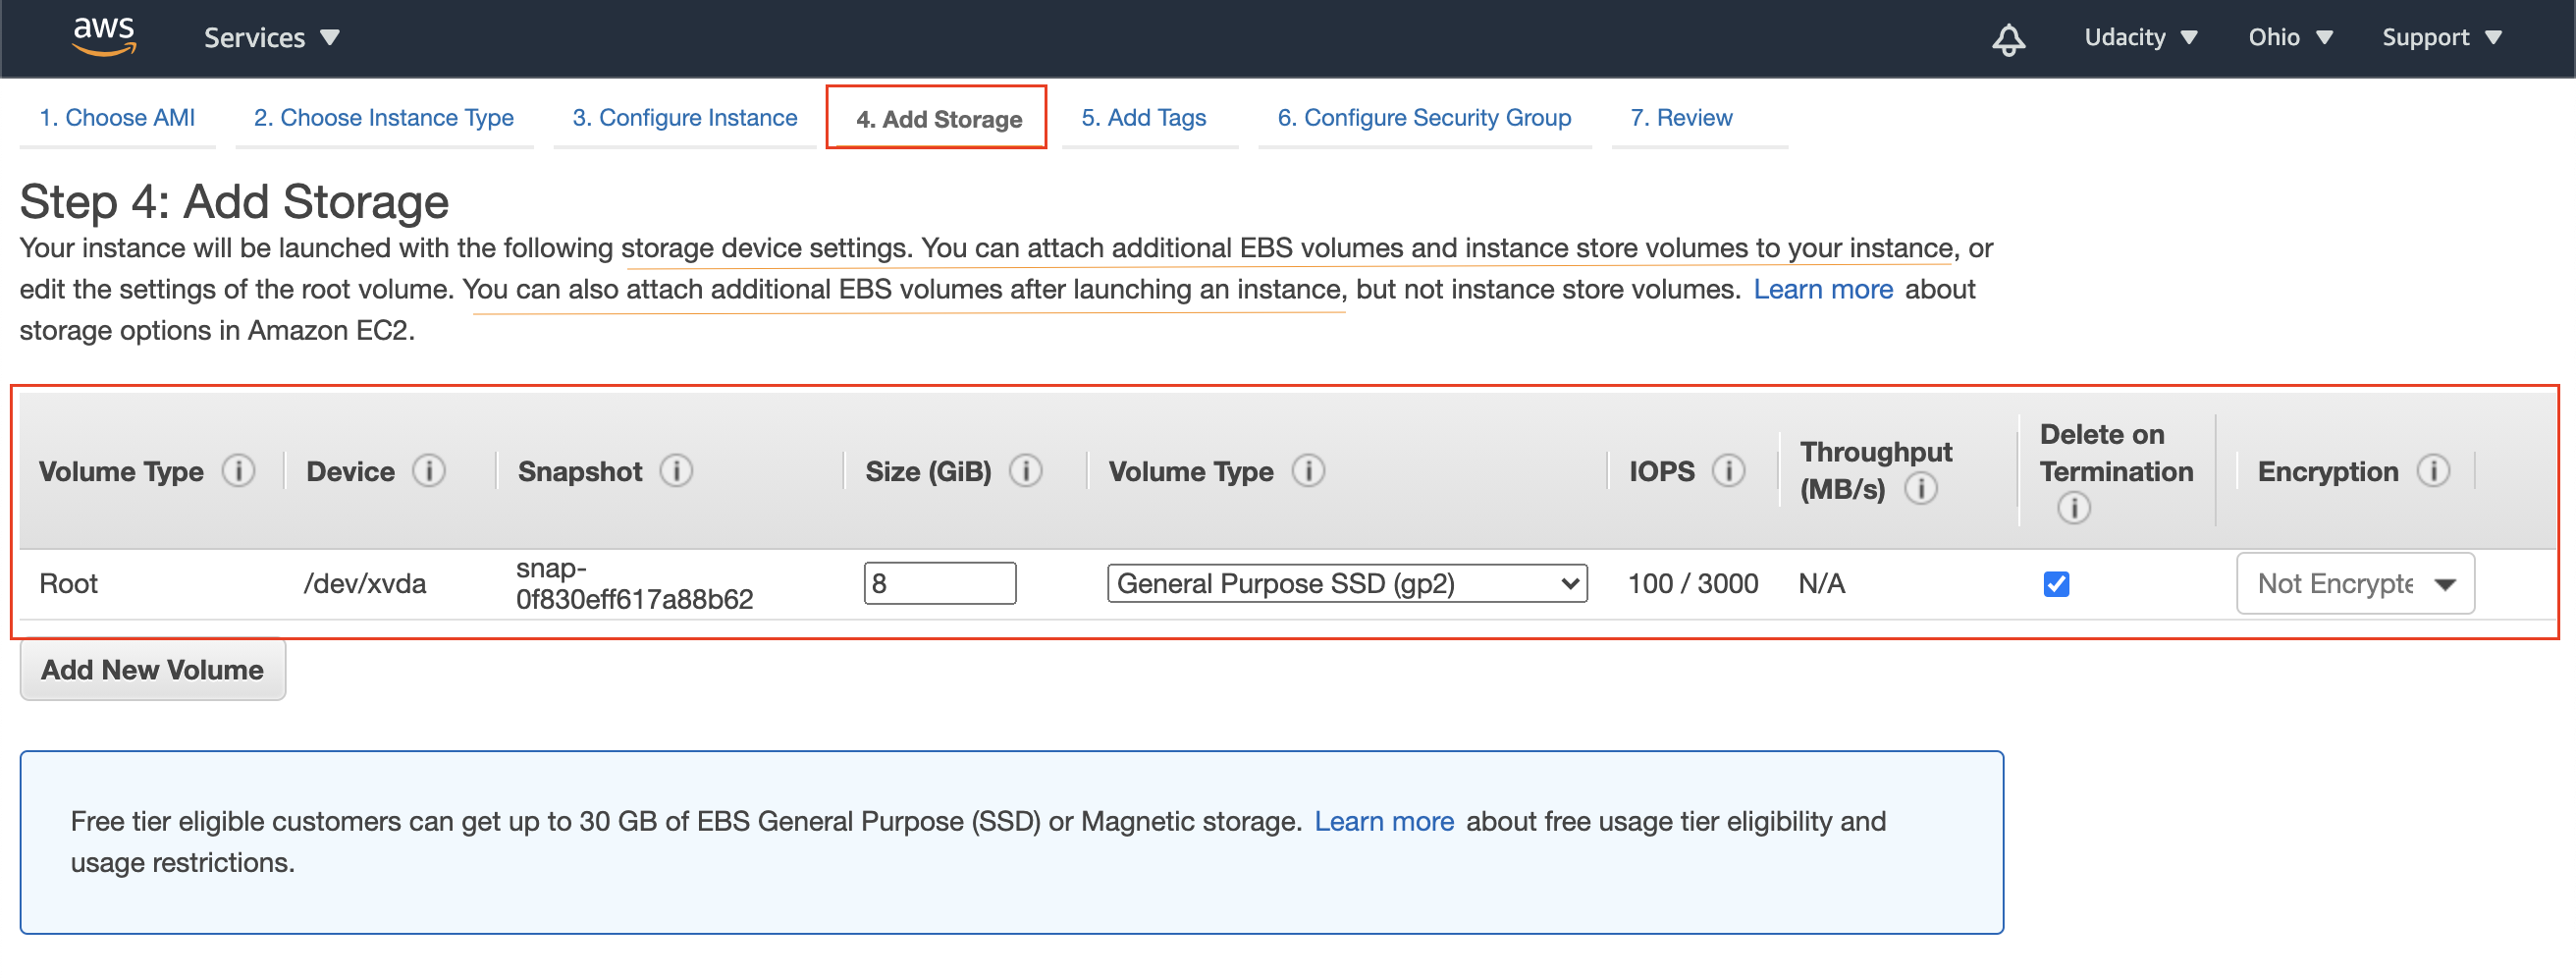 aws Services Udacity Ohio Support
1. Choose AMI 2. Choose Instance Type 3. Configure Instance 4. Add Storage 5. Add Tags 6. Configure Security Group 7. Review
Step 4: Add Storage
Your instance will be launched with the following storage device settings. You can attach additional EBS volumes and instance store volumes to your instance, or
edit the settings of the root volume. You can also attach additional EBS volumes after launching an instance, but not instance store volumes. Learn more about
storage options in Amazon EC2.
Volume Type i Device i Snapshot i Size (GiB) i Volume Type i IOPS i Throughput (MB/s) i Delete on Termination i Encryption i
Root /dev/xvda snap-0f830eff617a88b62 8 General Purpose SSD (gp2) 100 / 3000 N/A Not Encrypte
Add New Volume
Free tier eligible customers can get up to 30 GB of EBS General Purpose (SSD) or Magnetic storage. Learn more about free usage tier eligibility and
usage restrictions.